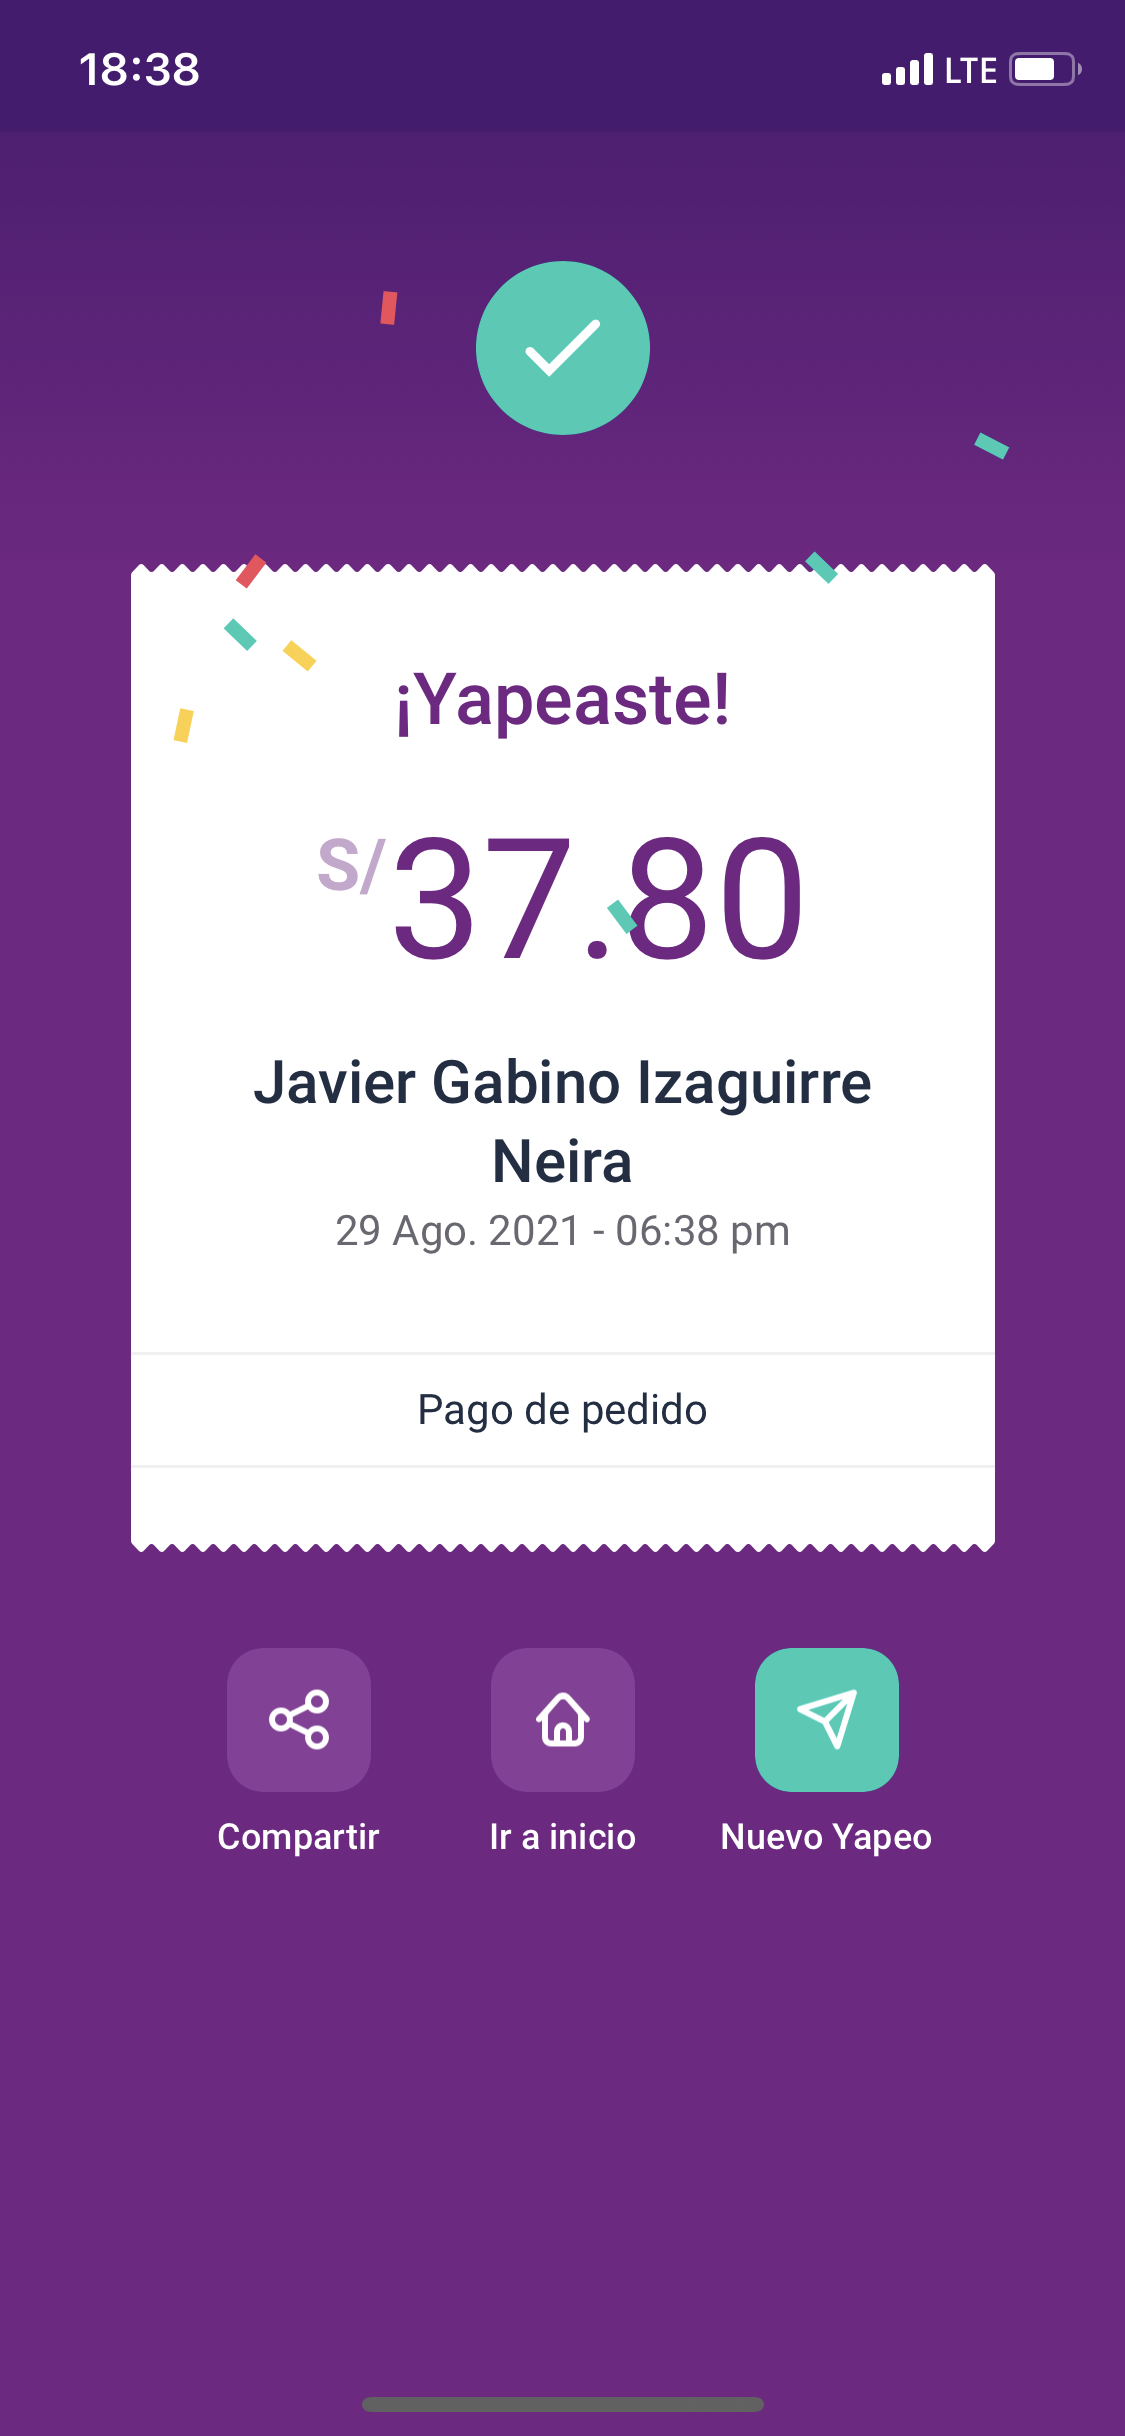 18:38 LTE
¡Yapeaste!
S/37.80
Javier Gabino Izaguirre
Neira
29 Ago. 2021 - 06:38 pm
Pago de pedido
Compartir Ir a inicio Nuevo Yapeo